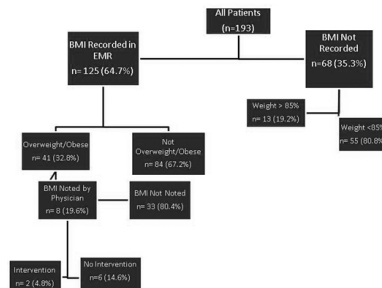 All Patients
(n=193)
BMI Recorded in
EMR
n= 125 (64.7%)
BMI Not
Recorded
n=68 (35.3%)
Weight > 85%
n = 13 (19.2%)
Weight <85%
n= 55 (80.8%
Overweight/Obese
n= 41 (32.8%)
Not
Overweight/Obese
n= 84 (67.2%)
BMI Noted by
Physician
n= 8 (19.6%)
BMI Not Noted
n= 33 (80.4%)
Intervention
n= 2 (4.8%)
No Intervention
n=6 (14.6%)